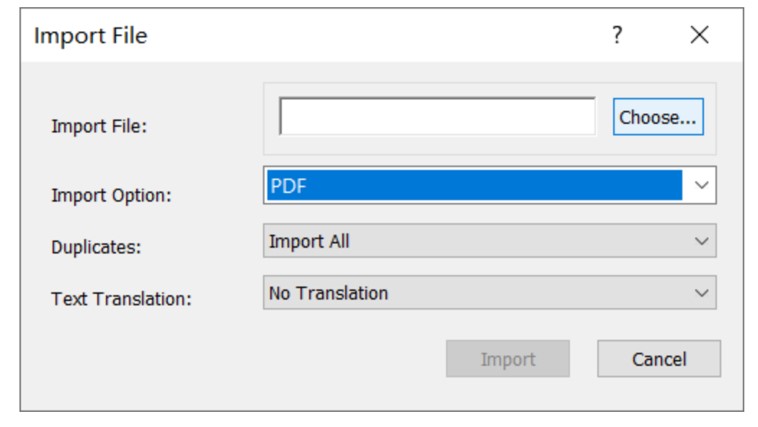 Import File ?
Import File: Choose...
Import Option: PDF
Duplicates: Import All
Text Translation: No Translation
Import Cancel